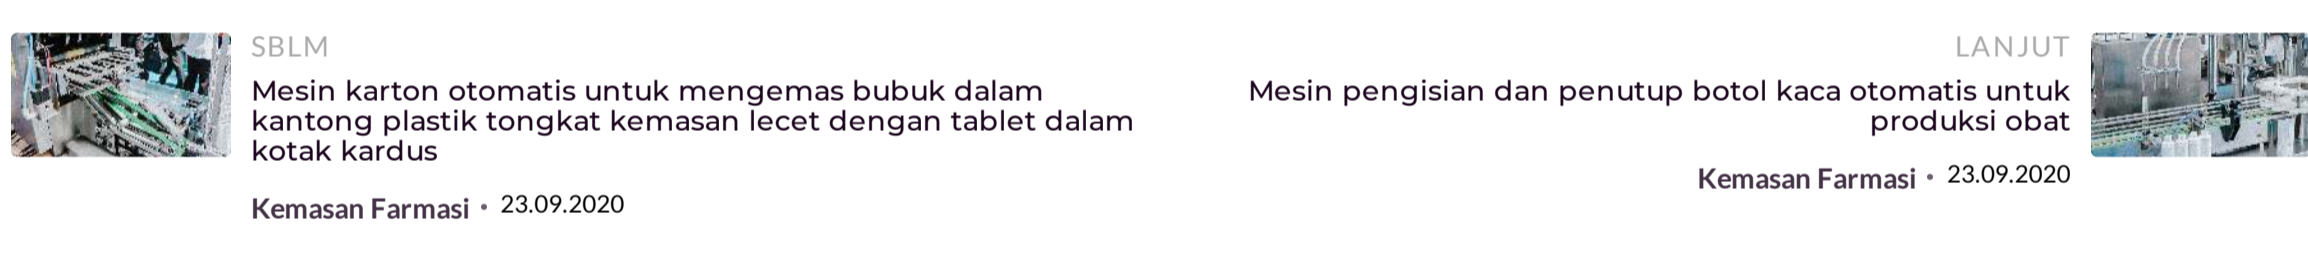 SBLM
Mesin karton otomatis untuk mengemas bubuk dalam
kantong plastik tongkat kemasan lecet dengan tablet dalam
kotak kardus
Kemasan Farmasi • 23.09.2020
LANJUT
Mesin pengisian dan penutup botol kaca otomatis untuk
produksi obat
Kemasan Farmasi • 23.09.2020